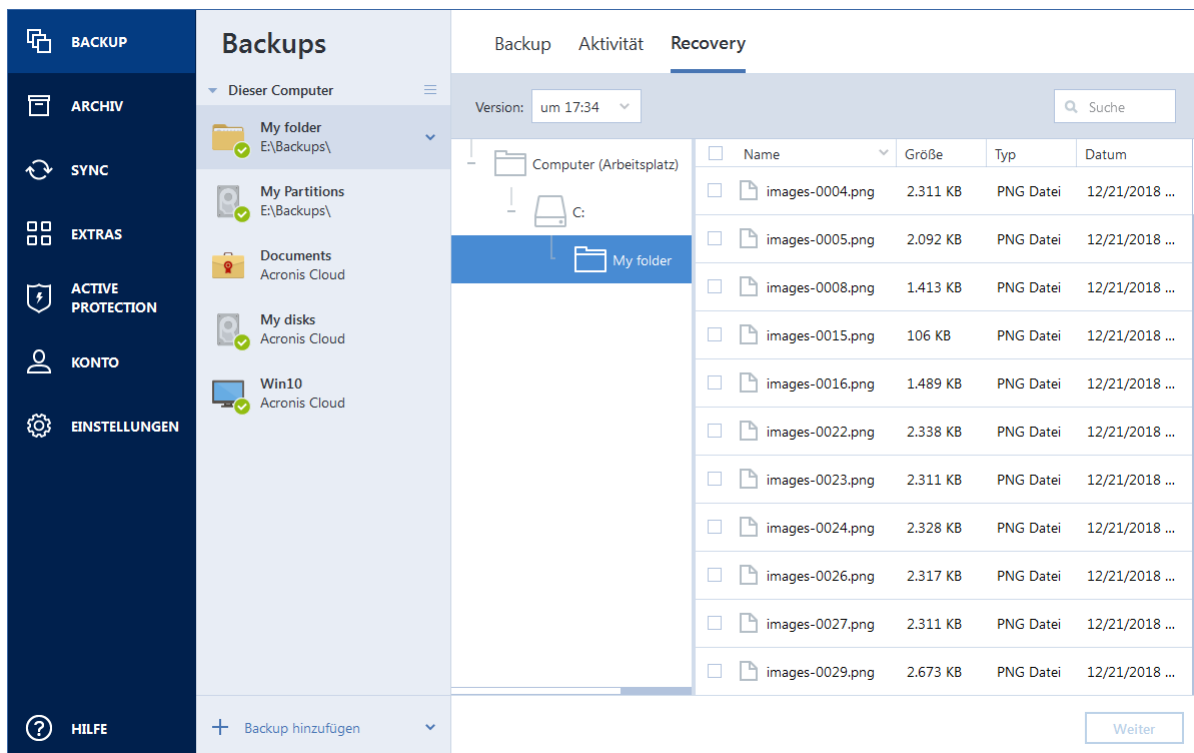 BACKUP
ARCHIV
SYNC
EXTRAS
ACTIVE
PROTECTION
KONTO
EINSTELLUNGEN
HILFE
Backups
Dieser Computer
My folder
E:\Backups\
My Partitions
E:\Backups\
Documents
Acronis Cloud
My disks
Acronis Cloud
Win10
Acronis Cloud
Backup hinzufügen
Backup Aktivität Recovery
Version: um 17:34 Suche
Computer (Arbeitsplatz)
C:
My folder
Name Größe Typ Datum
images-0004.png 2.311 KB PNG Datei 12/21/2018 ...
images-0005.png 2.092 KB PNG Datei 12/21/2018 ...
images-0008.png 1.413 KB PNG Datei 12/21/2018 ...
images-0015.png 106 KB PNG Datei 12/21/2018 ...
images-0016.png 1.489 KB PNG Datei 12/21/2018 ...
images-0022.png 2.338 KB PNG Datei 12/21/2018 ...
images-0023.png 2.311 KB PNG Datei 12/21/2018 ...
images-0024.png 2.328 KB PNG Datei 12/21/2018 ...
images-0026.png 2.317 KB PNG Datei 12/21/2018 ...
images-0027.png 2.311 KB PNG Datei 12/21/2018 ...
images-0029.png 2.673 KB PNG Datei 12/21/2018 ...
Weiter